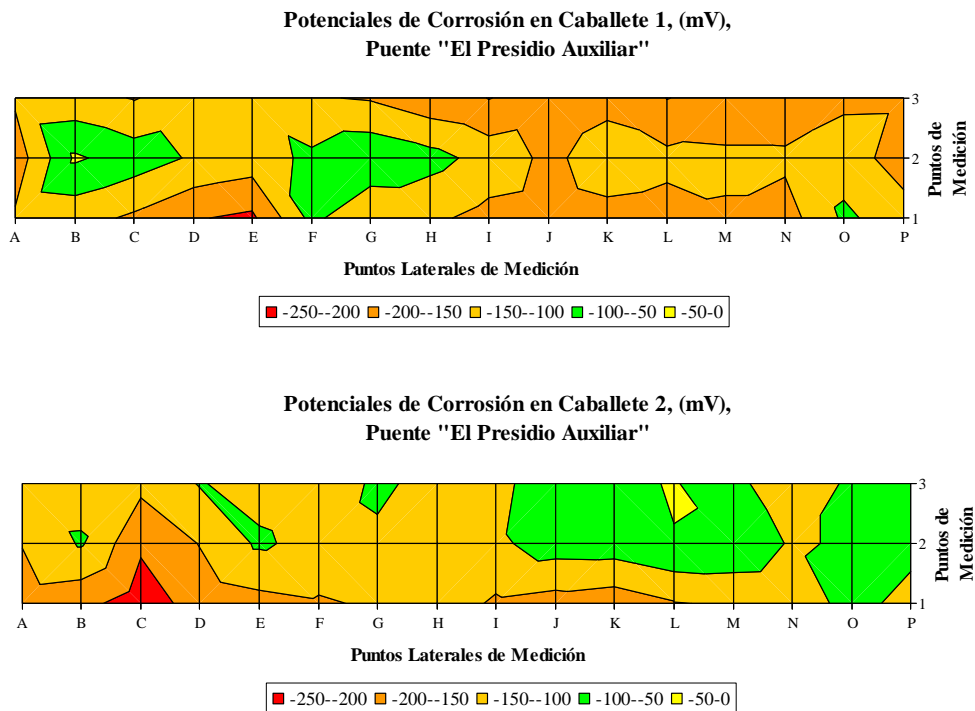 Potenciales de Corrosión en Caballete 1, (mV),
Puente "El Presidio Auxiliar"
3
2
1
Puntos de
Medición
A B C D E F G H I J K L M N O P
Puntos Laterales de Medición
-250--200 -200--150 -150--100 -100--50 -50-0
Potenciales de Corrosión en Caballete 2, (mV),
Puente "El Presidio Auxiliar"
3
2
1
Puntos de
Medición
A B C D E F G H I J K L M N O P
Puntos Laterales de Medición
-250--200 -200--150 -150--100 -100--50 -50-0